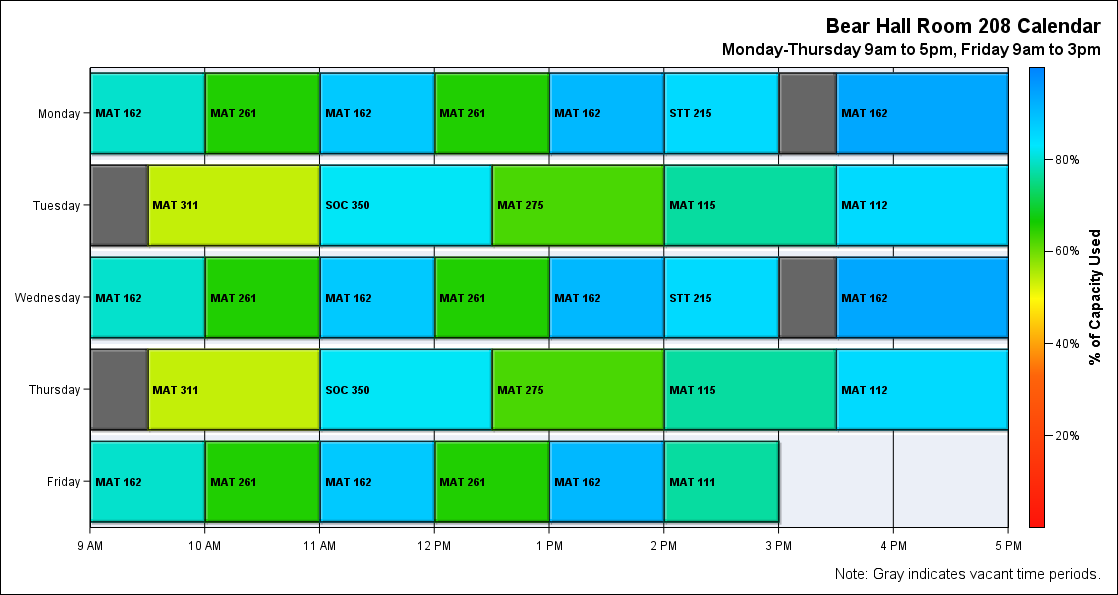 Bear Hall Room 208 Calendar
Monday-Thursday 9am to 5pm, Friday 9am to 3pm
Monday MAT 162 MAT 261 MAT 162 MAT 261 MAT 162 STT 215 MAT 162
Tuesday MAT 311 SOC 350 MAT 275 MAT 115 MAT 112
Wednesday MAT 162 MAT 261 MAT 162 MAT 261 MAT 162 STT 215 MAT 162
Thursday MAT 311 SOC 350 MAT 275 MAT 115 MAT 112
Friday MAT 162 MAT 261 MAT 162 MAT 261 MAT 162 MAT 111
9 AM 10 AM 11 AM 12 PM 1 PM 2 PM 3 PM 4 PM 5 PM
80%
60%
40%
20%
% of Capacity Used
Note: Gray indicates vacant time periods.